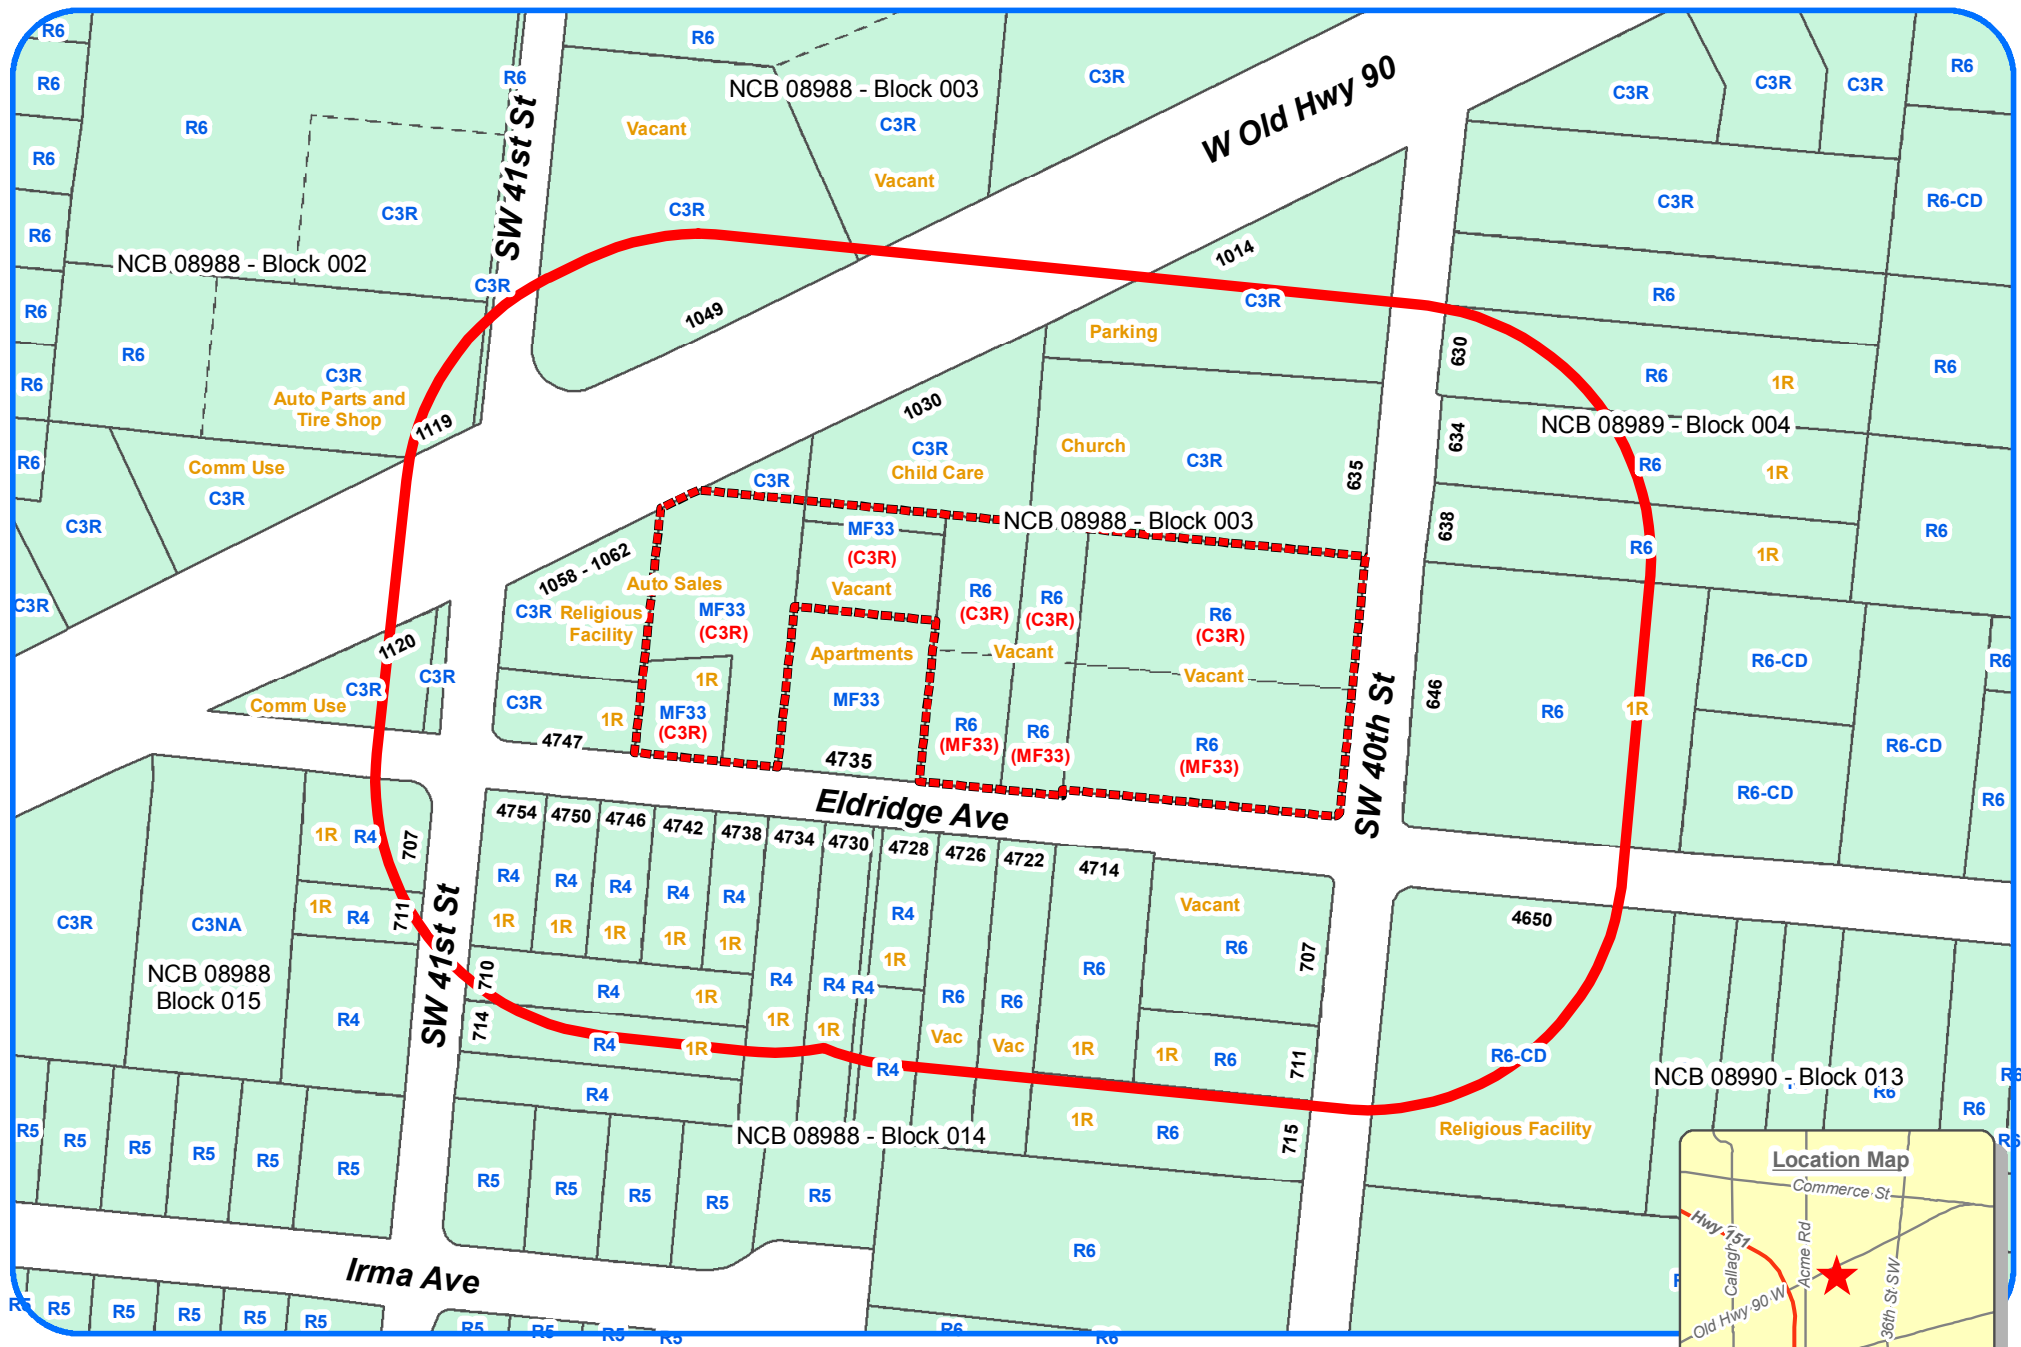 R6
R6
R6
R6
R6
R6
R6
R6
R6
C3R
NCB 08988 - Block 002
R6
C3R
C3R
Auto Parts and
Tire Shop
1119
Comm Use
C3R
C3R
C3R
SW 41st St
R6
R6
NCB 08988 - Block 003
Vacant
C3R
Vacant
C3R
C3R
1049
W Old Hwy 90
C3R
C3R
C3R
R6
C3R
R6-CD
R6
1014
C3R
Parking
630
R6
1R
R6
634
NCB 08989 - Block 004
R6
1R
638
R6
1R
R6
1030
C3R
Child Care
Church
C3R
635
C3R
NCB 08988 - Block 003
MF33
(C3R)
Vacant
1058 - 1062
Auto Sales
C3R
Religious
Facility
MF33
(C3R)
R6
(C3R)
R6
(C3R)
R6
(C3R)
Apartments
MF33
Vacant
Vacant
1R
MF33
(C3R)
C3R
1R
4747
4735
R6
(MF33)
R6
(MF33)
R6
(MF33)
1120
C3R
C3R
Comm Use
SW 40th St
646
R6
1R
R6-CD
R6
R6-CD
R6-CD
R6
Eldridge Ave
1R
R4
707
1R
R4
711
C3R
C3NA
NCB 08988
Block 015
R4
SW 41st St
4754
4750
4746
4742
4738
4734
4730
4728
4726
4722
4714
R4
R4
R4
R4
R4
R4
1R
1R
1R
1R
1R
1R
710
R4
1R
714
R4
1R
R4
R4
1R
R4
1R
R4
R4
R6
Vac
R6
Vac
R6
1R
Vacant
R6
707
1R
R6
711
1R
R6
715
4650
R6-CD
Religious Facility
NCB 08990 - Block 013
R6
R6
R6
R6
NCB 08988 - Block 014
R5
R5
R5
R5
R5
R5
R5
R5
R5
R5
R5
R6
Irma Ave
R5
R5
R5
R5
R5
R5
R5
R5
R5
R5
R6
R6
Location Map
Commerce St
Hwy 151
Callagh
Acme Rd
Old Hwy 90 W
36th St SW